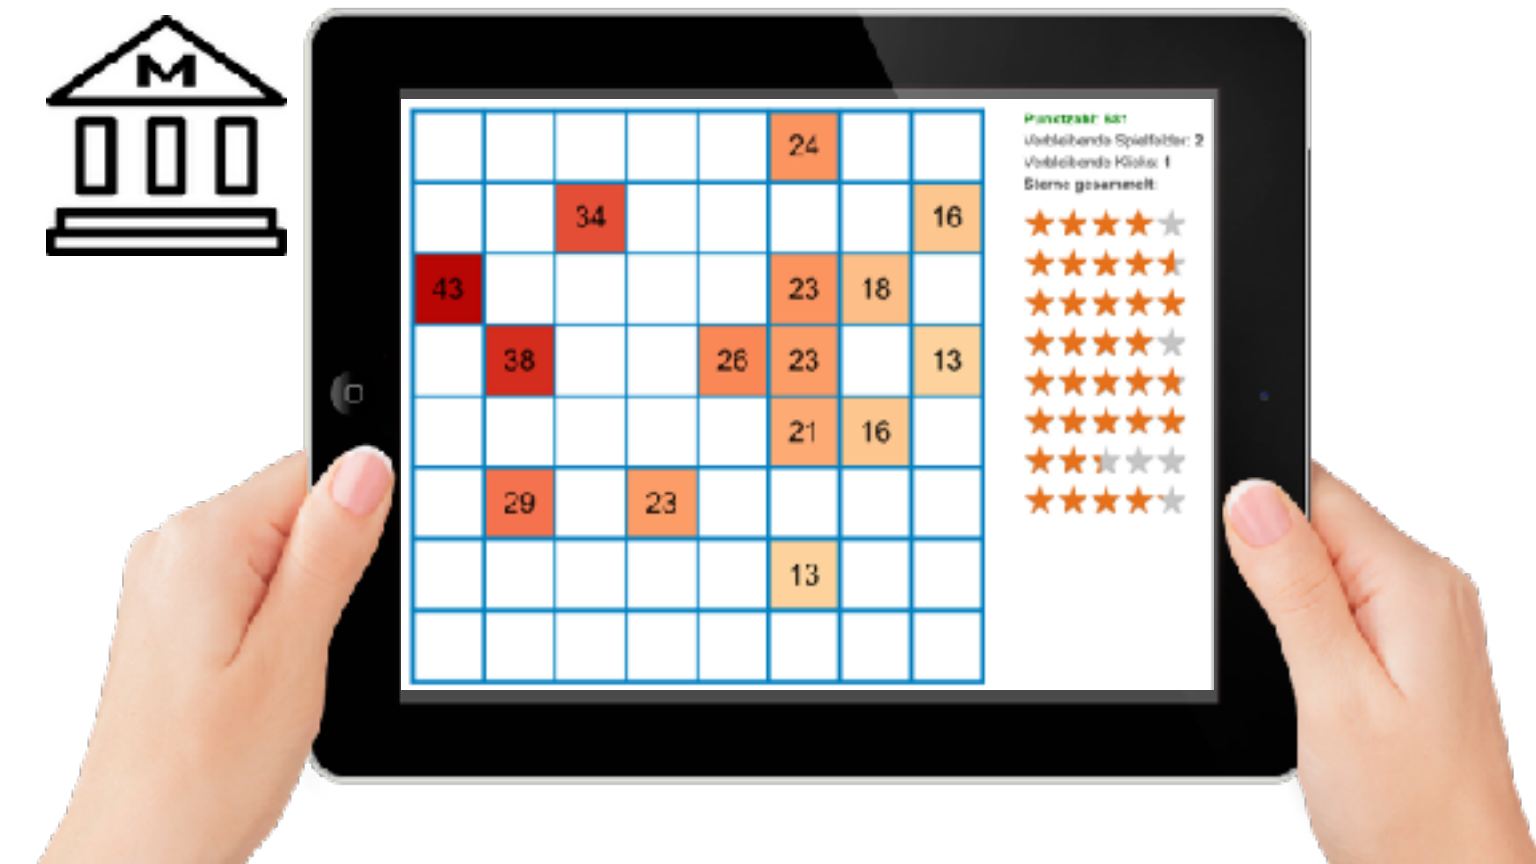 M
Punktzahl: 681
Verbleibende Spielfelder: 2
Verbleibende Klicks: 1
Sterne gesammelt:
24
34 16
43 23 18
38 26 23 13
21 16
29 23
13